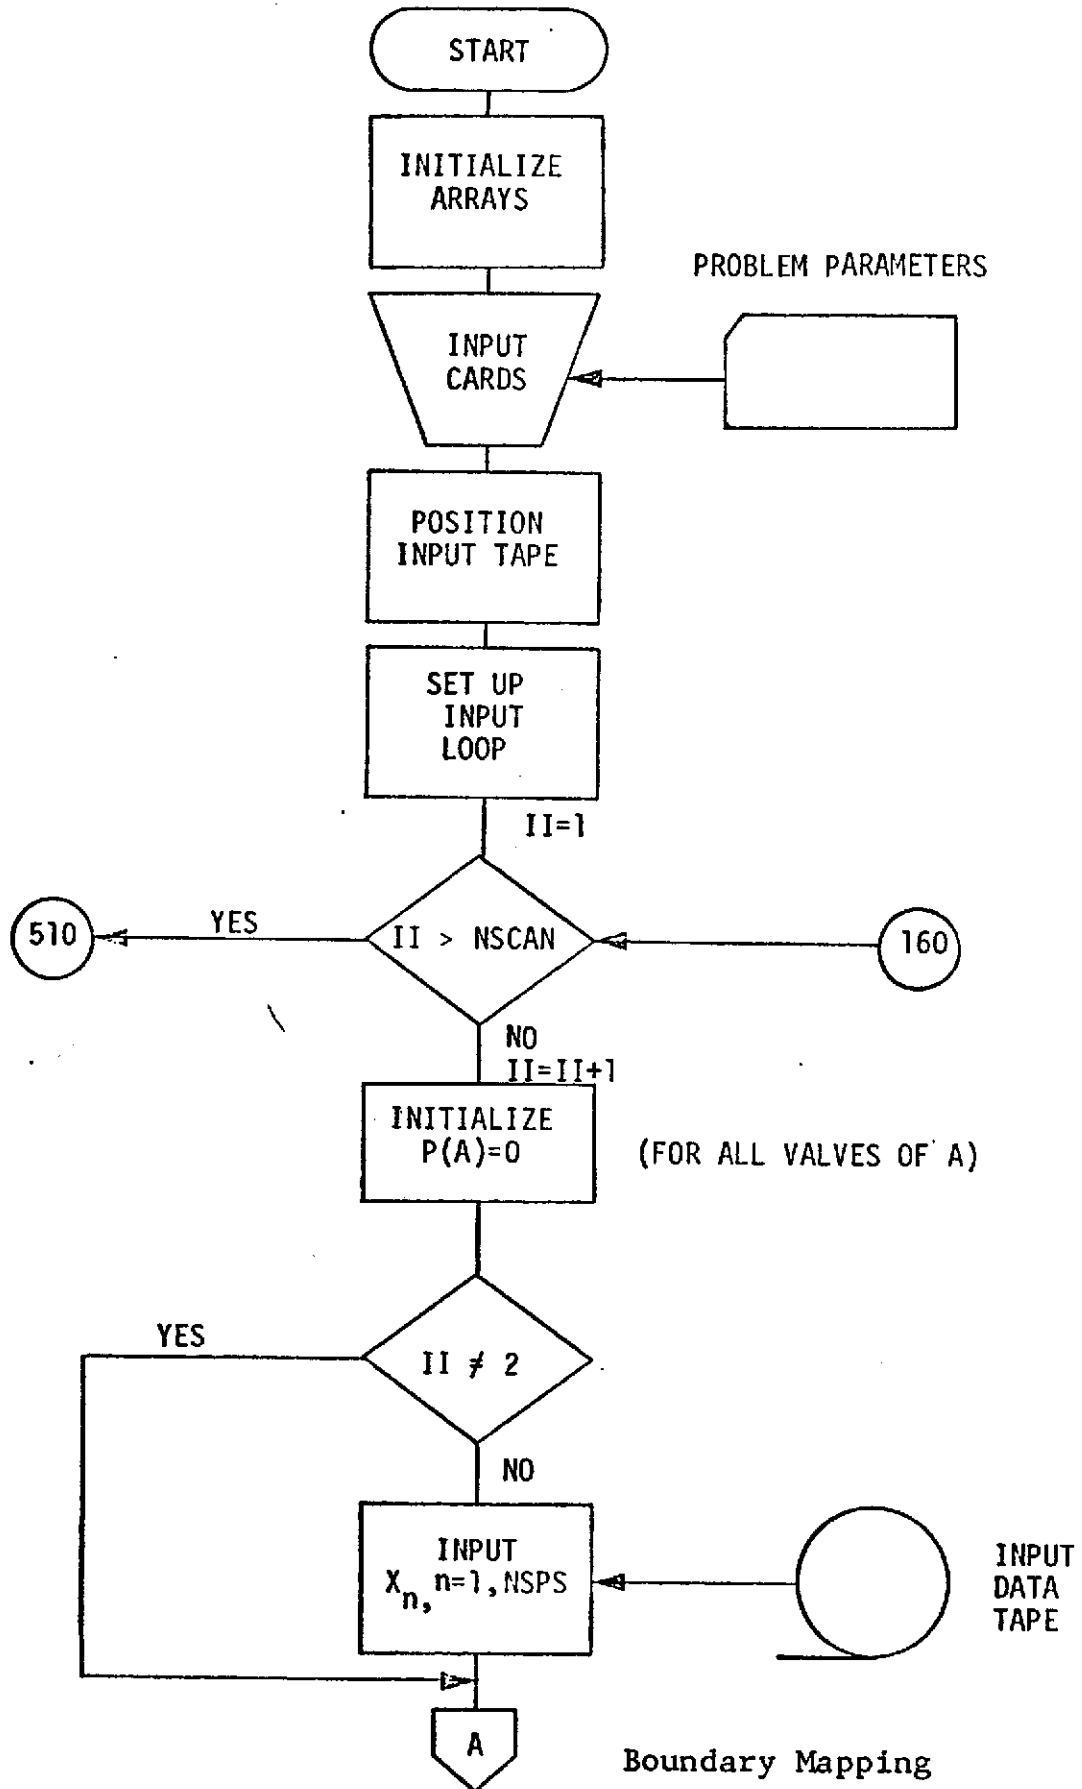 START
INITIALIZE
ARRAYS
PROBLEM PARAMETERS
INPUT
CARDS
POSITION
INPUT TAPE
SET UP
INPUT
LOOP
II=1
510
YES
II > NSCAN
160
NO
II=II+1
INITIALIZE
P(A)=0
(FOR ALL VALVES OF A)
YES
II ≠ 2
NO
INPUT
Xn, n=1, NSPS
INPUT
DATA
TAPE
A
Boundary Mapping